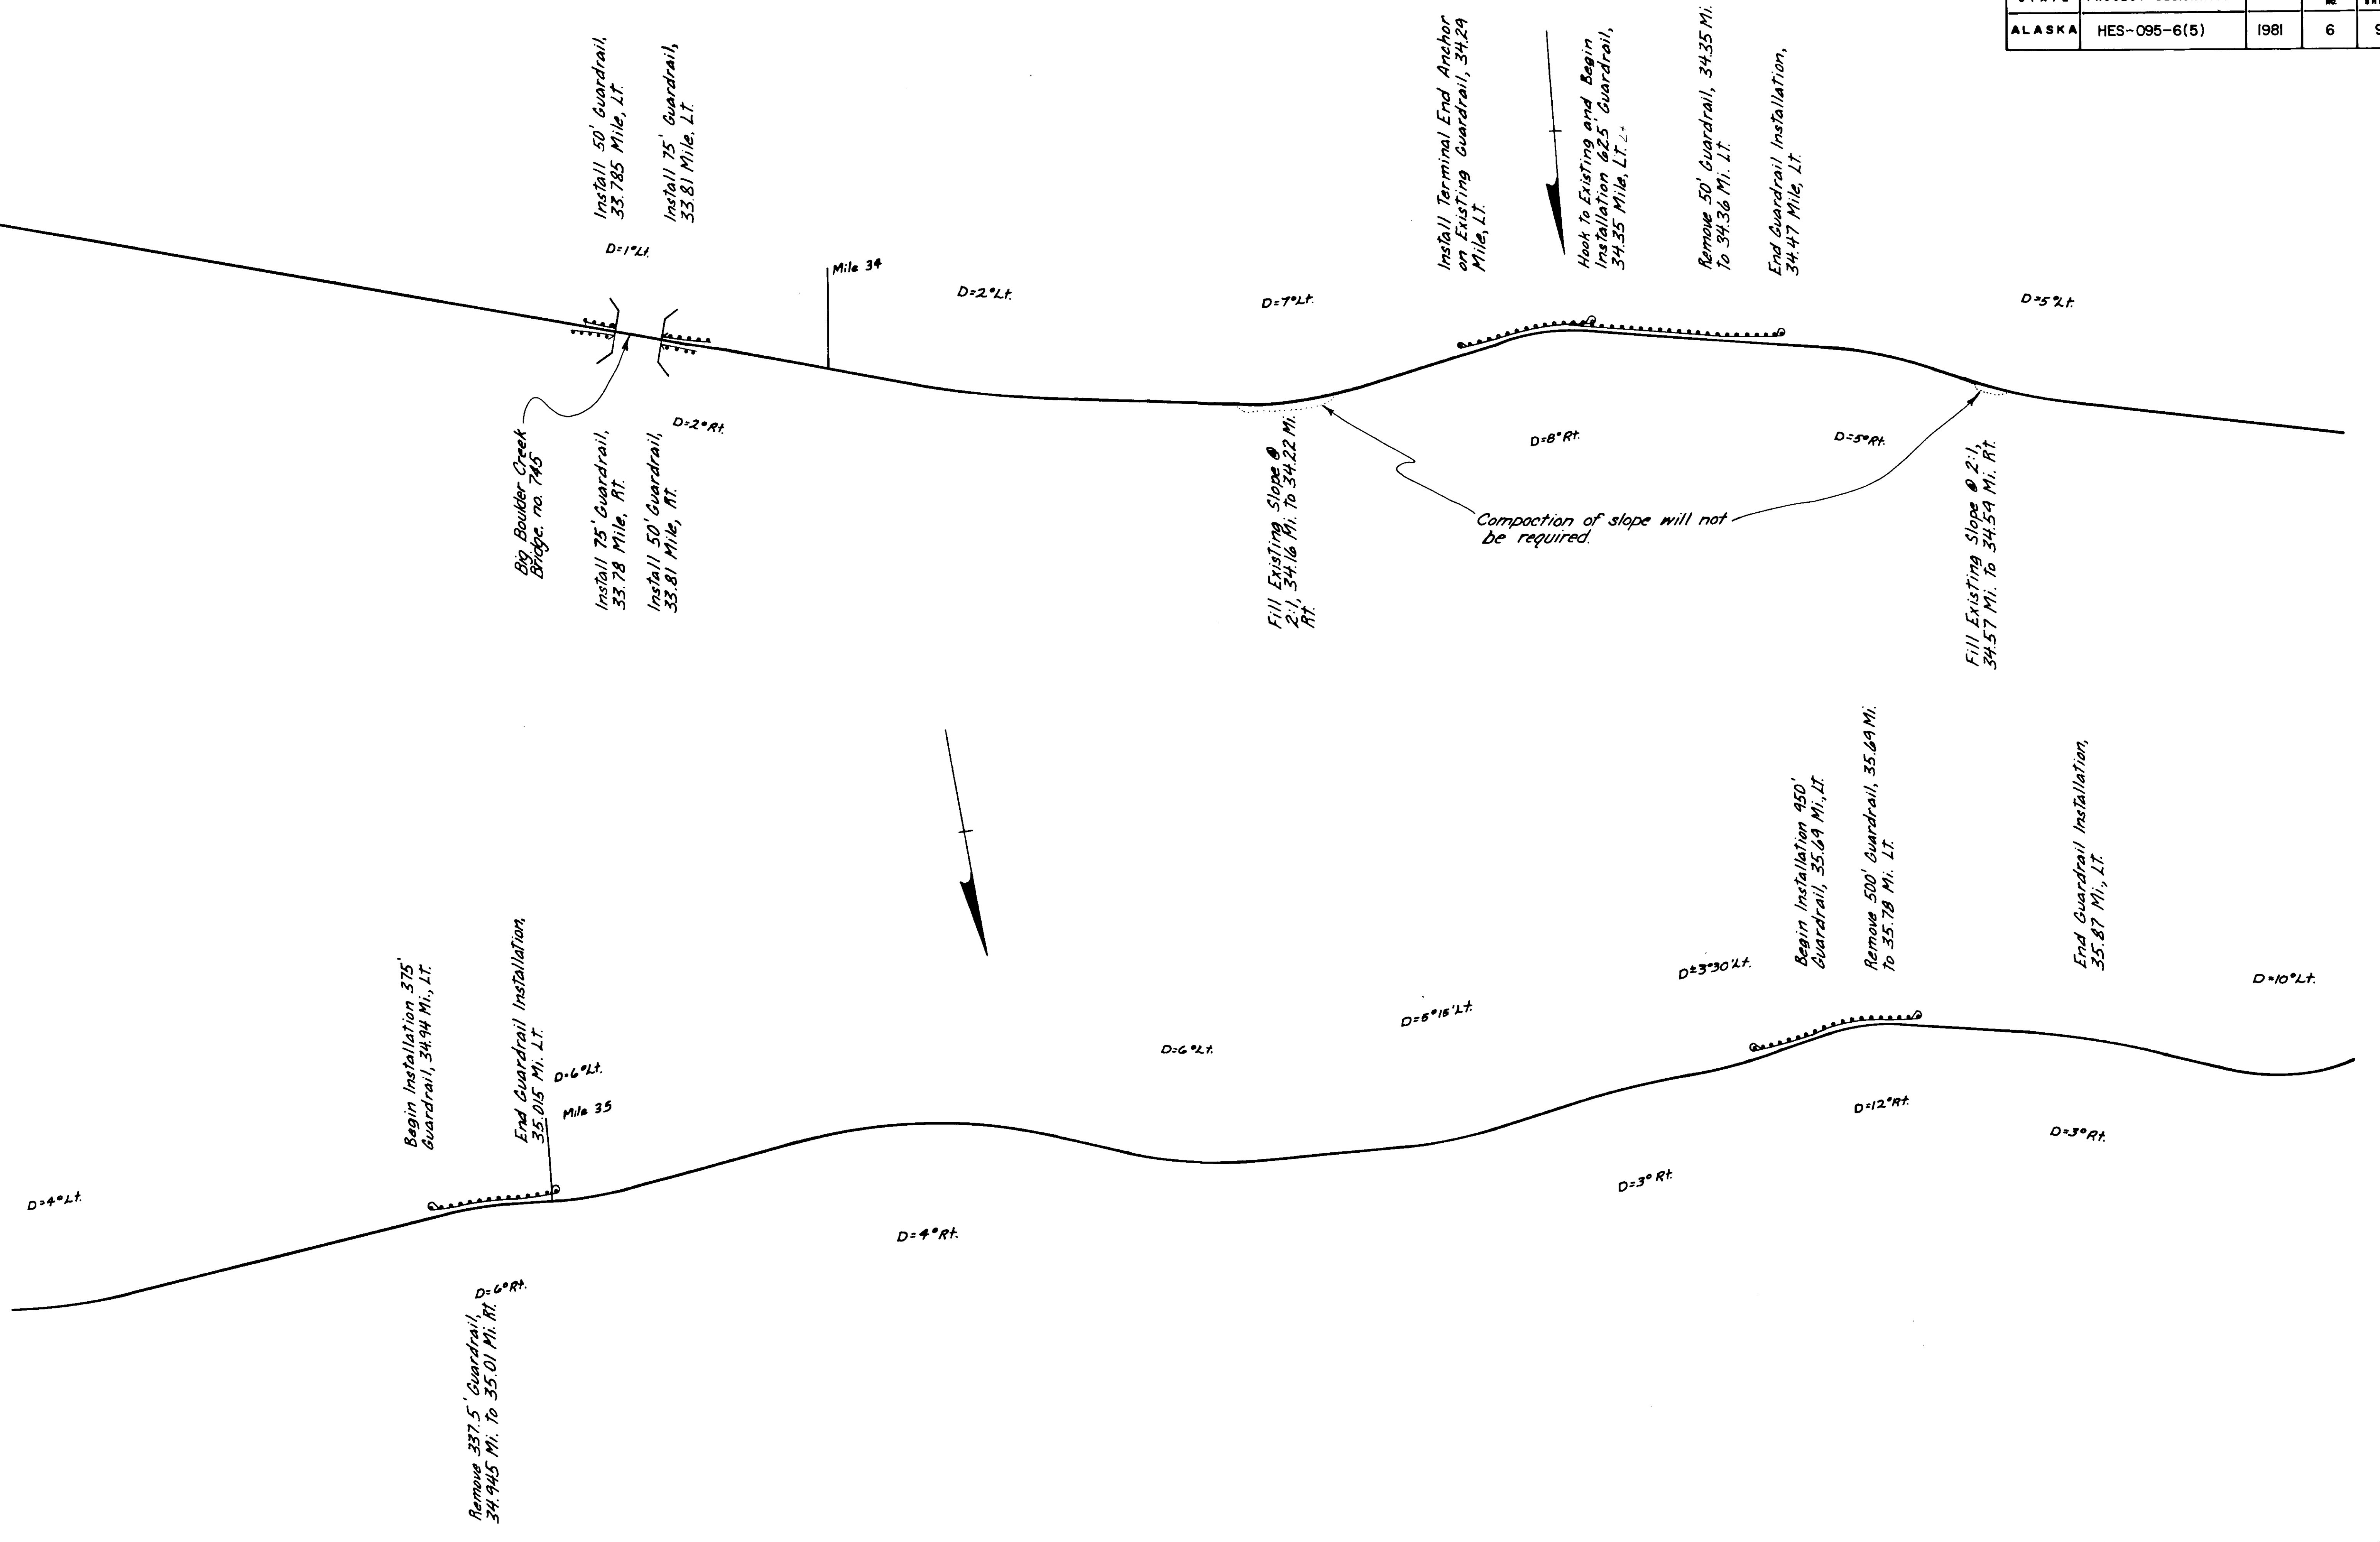 ALASKA HES-095-6(5) 1981 6 9
Install 50' Guardrail,
33.785 Mile, Lt.
Install 75' Guardrail,
33.81 Mile, Lt.
Install Terminal End Anchor
on Existing Guardrail, 34.29
Mile, Lt.
Hook to Existing and Begin
Installation 625' Guardrail,
34.35 Mile, Lt.
Remove 50' Guardrail, 34.35 Mi.
to 34.36 Mi. Lt.
End Guardrail Installation,
34.47 Mile, Lt.
D=1°Lt.
Mile 34
D=2°Lt.
D=7°Lt.
D=5°Lt.
D=2°Rt.
D=8°Rt.
D=5°Rt.
Big Boulder Creek
Bridge, no. 745
Install 75' Guardrail,
33.78 Mile, Rt.
Install 50' Guardrail,
33.81 Mile, Rt.
Fill Existing Slope @
2:1, 34.16 Mi. to 34.22 Mi.
Rt.
Compaction of slope will not
be required.
Fill Existing Slope @ 2:1,
34.57 Mi. to 34.59 Mi. Rt.
Begin Installation 375'
Guardrail, 34.94 Mi., Lt.
End Guardrail Installation,
35.015 Mi. Lt.
D=6°Lt.
Mile 35
D=6°Lt.
D=5°15'Lt.
D=3°30'Lt.
Begin Installation 950'
Guardrail, 35.69 Mi., Lt.
Remove 500' Guardrail, 35.69 Mi.
to 35.78 Mi. Lt.
End Guardrail Installation,
35.87 Mi., Lt.
D=10°Lt.
D=4°Lt.
D=6°Rt.
D=4°Rt.
D=3°Rt.
D=12°Rt.
D=3°Rt.
Remove 337.5' Guardrail,
34.945 Mi. to 35.01 Mi. Rt.